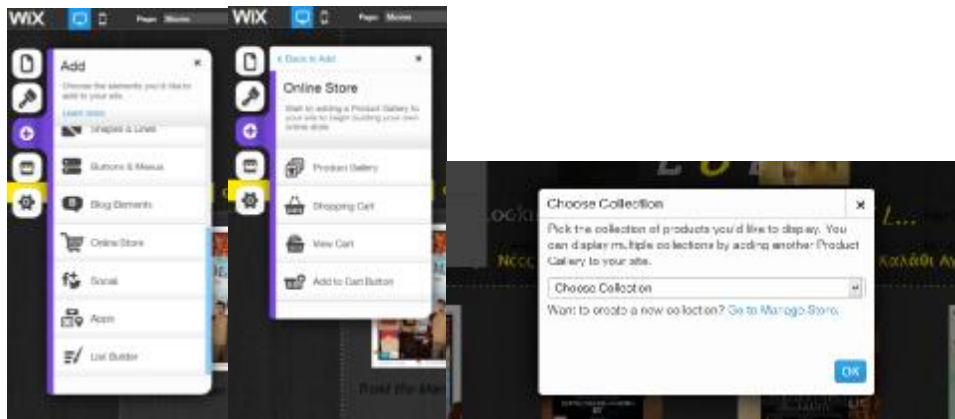 WiX
Page: Movies
Add
Choose the elements you'd like to
add to your site.
Learn more
Shapes & Lines
Buttons & Menus
Blog Elements
Online Store
Social
Apps
List Builder
WiX
Page: Movies
< Back to Add
Online Store
Start by adding a Product Gallery to
your site to begin building your own
online store.
Product Gallery
Shopping Cart
View Cart
Add to Cart Button
Choose Collection
Pick the collection of products you'd like to display. You
can display multiple collections by adding another Product
Gallery to your site.
Choose Collection
Want to create a new collection? Go to Manage Store.
OK
Νέες
Καλάθι Αγ